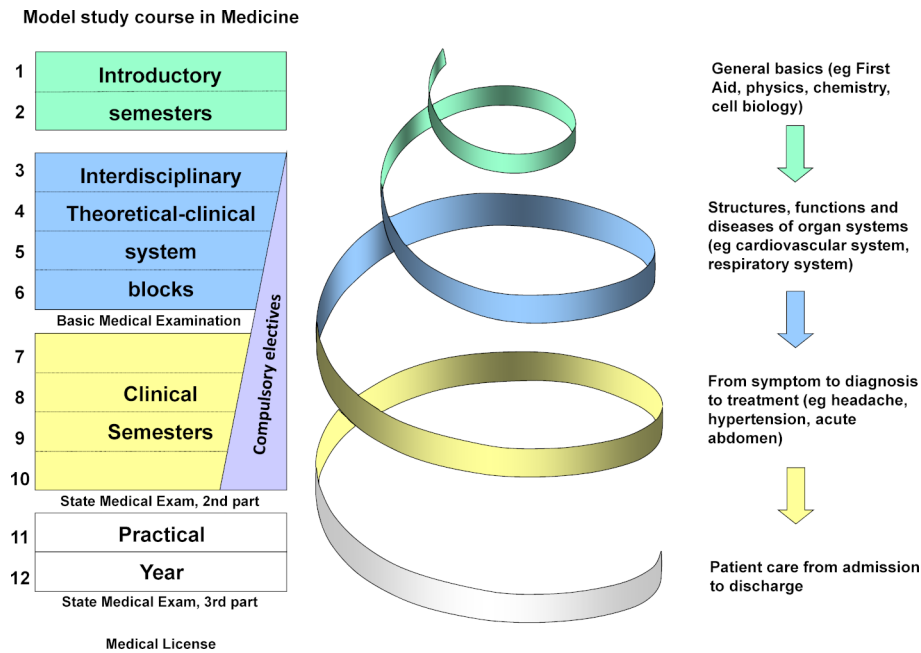 Model study course in Medicine
1
Introductory
2
semesters
3
Interdisciplinary
4
Theoretical-clinical
5
system
6
blocks
Basic Medical Examination
7
8
Clinical
9
Semesters
10
Compulsory electives
State Medical Exam, 2nd part
11
Practical
12
Year
State Medical Exam, 3rd part
Medical License
General basics (eg First
Aid, physics, chemistry,
cell biology)
Structures, functions and
diseases of organ systems
(eg cardiovascular system,
respiratory system)
From symptom to diagnosis
to treatment (eg headache,
hypertension, acute
abdomen)
Patient care from admission
to discharge